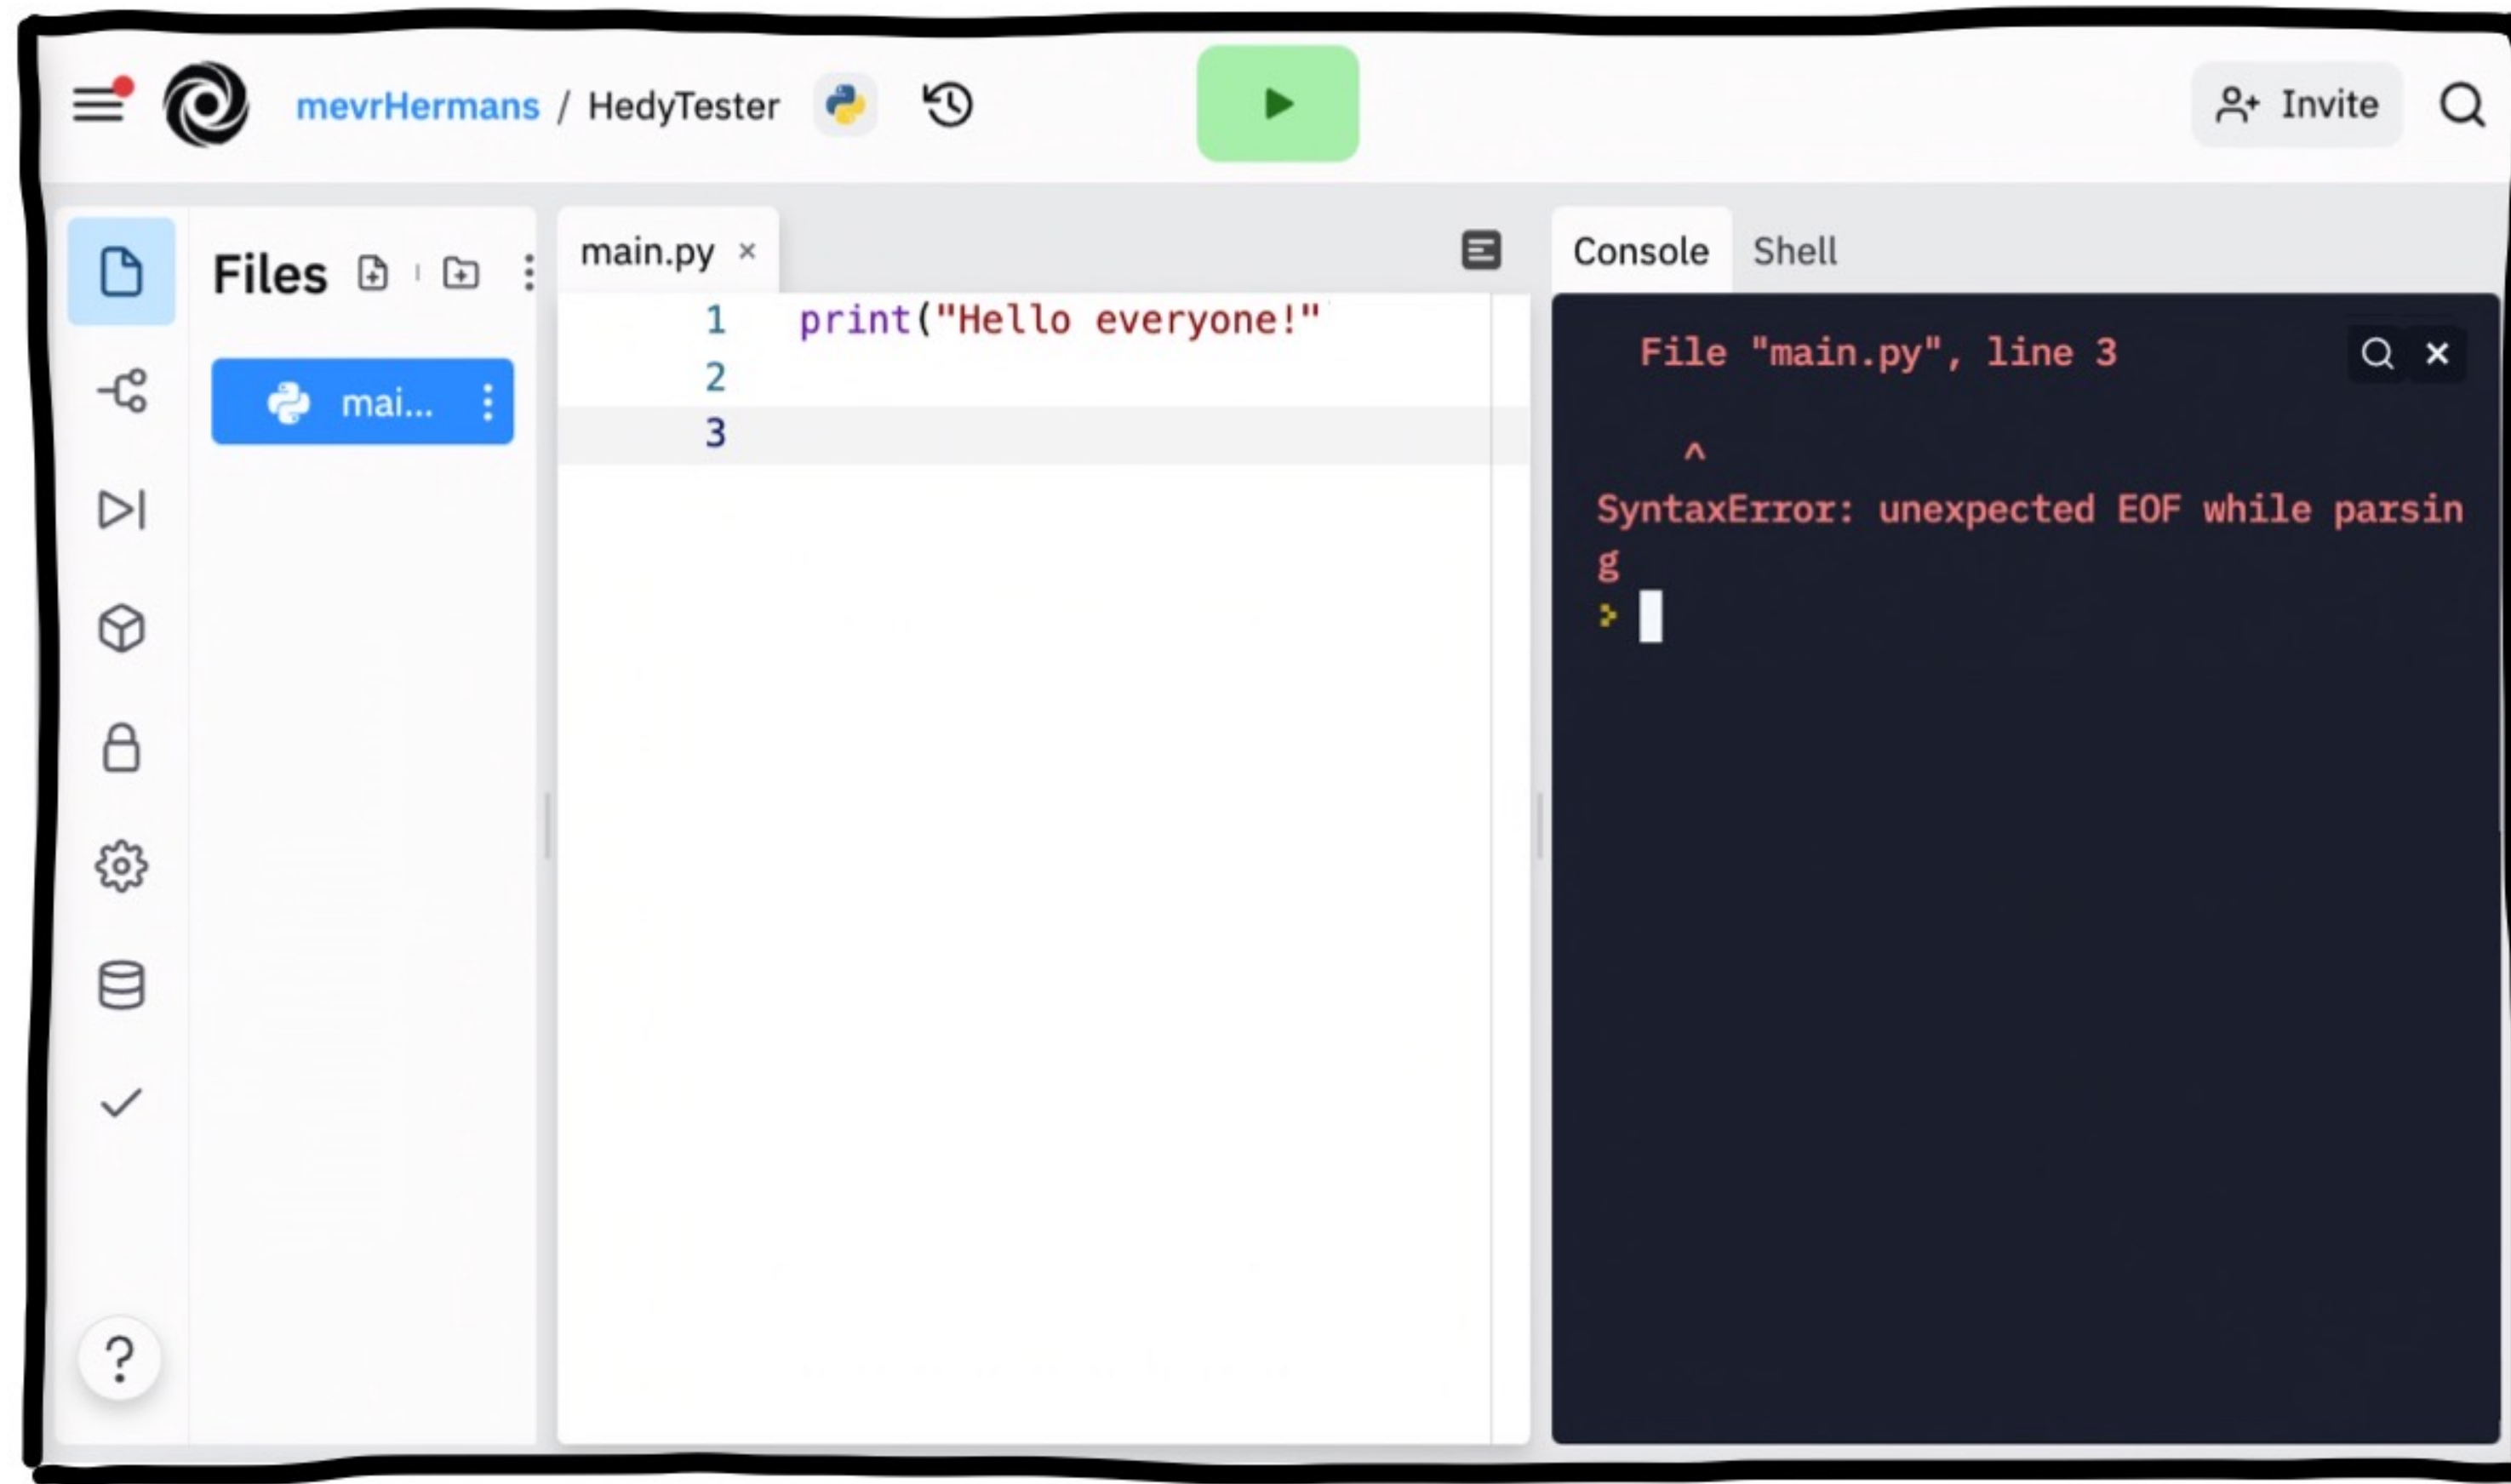 mevrHermans / HedyTester
Invite
Files
mai...
main.py ×
1 print("Hello everyone!"
2
3
Console Shell
File "main.py", line 3
^
SyntaxError: unexpected EOF while parsin
g
>
?